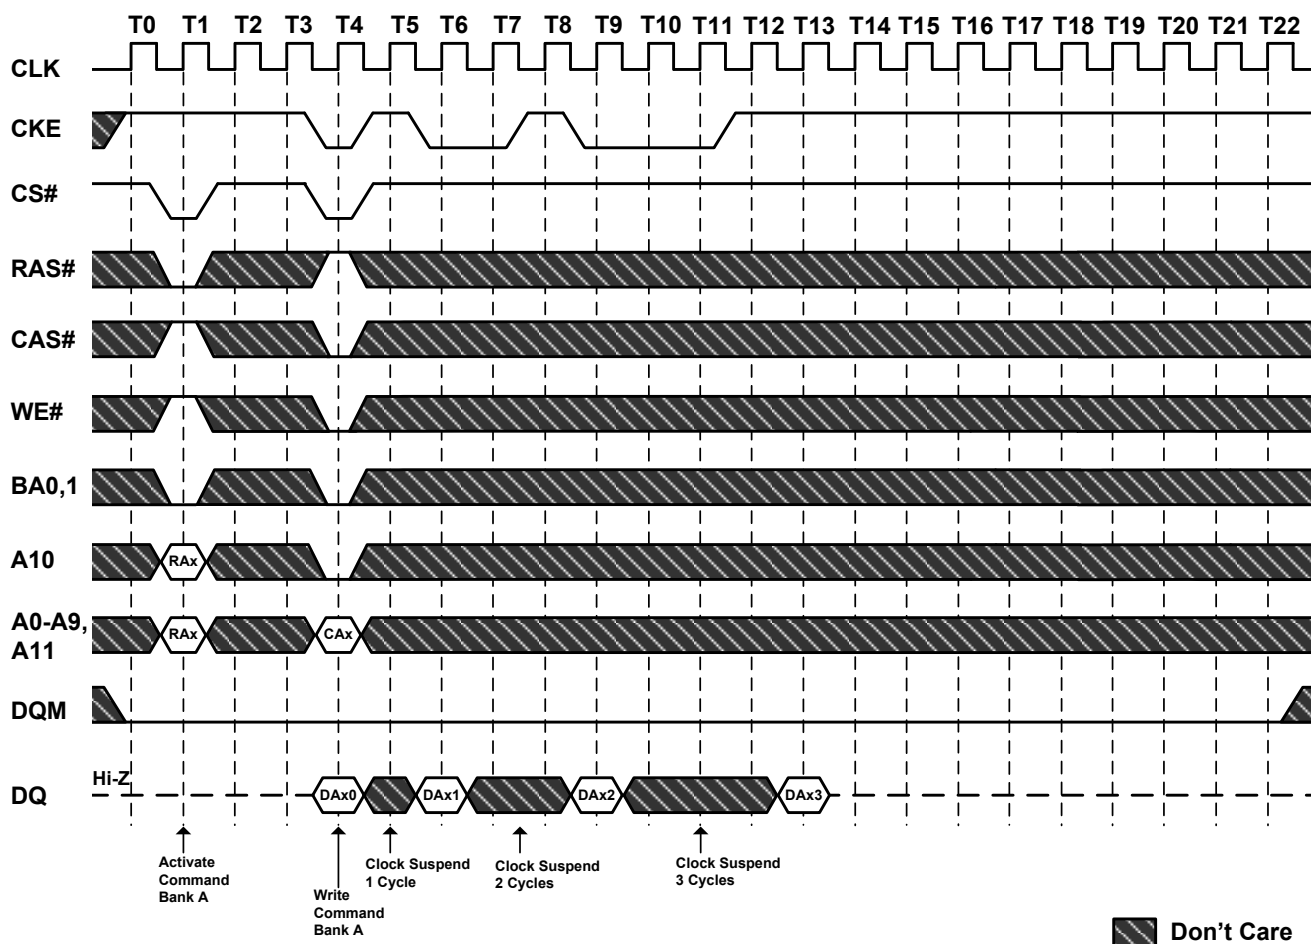 T0 T1 T2 T3 T4 T5 T6 T7 T8 T9 T10 T11 T12 T13 T14 T15 T16 T17 T18 T19 T20 T21 T22
CLK
CKE
CS#
RAS#
CAS#
WE#
BA0,1
A10 RAx
A0-A9,
A11 RAx CAx
DQM
Hi-Z
DQ DAx0 DAx1 DAx2 DAx3
Activate
Command
Bank A
Write
Command
Bank A
Clock Suspend
1 Cycle
Clock Suspend
2 Cycles
Clock Suspend
3 Cycles
Don't Care